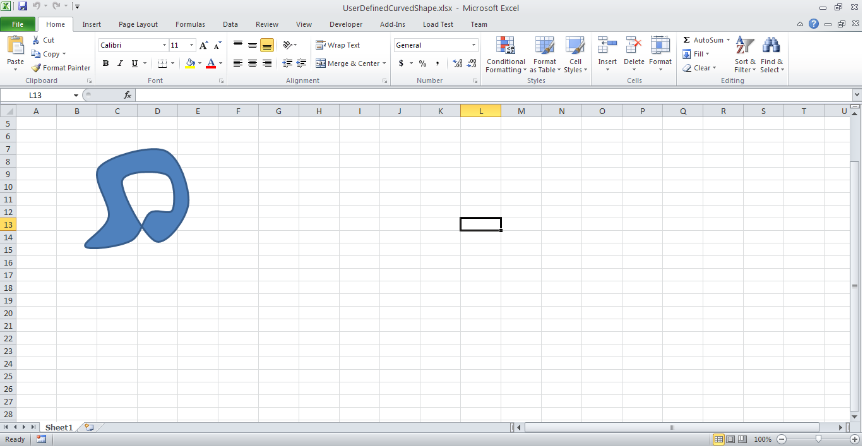 UserDefinedCurvedShape.xlsx - Microsoft Excel
File Home Insert Page Layout Formulas Data Review View Developer Add-Ins Load Test Team
Paste
Cut
Copy
Format Painter
Clipboard
Calibri 11 A A
B I U A
Font
Wrap Text
Merge & Center
Alignment
General
$ % , .0 .00 .00 .0
Number
Conditional Formatting
Format as Table
Cell Styles
Styles
Insert Delete Format
Cells
Σ AutoSum
Fill
Clear
Sort & Filter
Find & Select
Editing
L13 fx
A B C D E F G H I J K L M N O P Q R S T U
5
6
7
8
9
10
11
12
13
14
15
16
17
18
19
20
21
22
23
24
25
26
27
28
Sheet1
Ready 100%